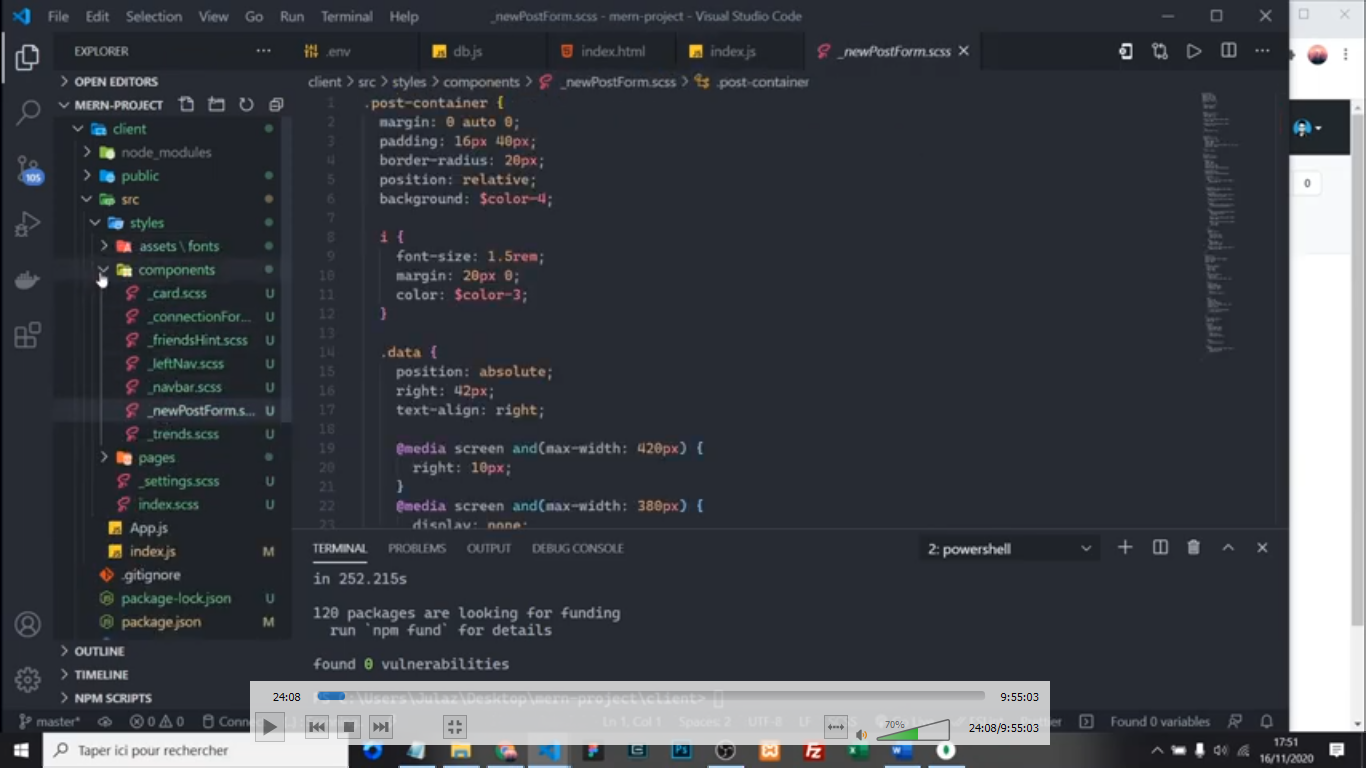 File Edit Selection View Go Run Terminal Help _newPostForm.scss - mern-project - Visual Studio Code
EXPLORER
.env db.js index.html index.js _newPostForm.scss
OPEN EDITORS
client > src > styles > components > _newPostForm.scss > .post-container
MERN-PROJECT
client
node_modules
public
src
styles
assets \ fonts
components
_card.scss U
_connectionFor... U
_friendsHint.scss U
_leftNav.scss U
_navbar.scss U
_newPostForm.s... U
_trends.scss U
pages
_settings.scss U
index.scss U
App.js
index.js M
.gitignore
package-lock.json U
package.json M
OUTLINE
TIMELINE
NPM SCRIPTS
105
1 .post-container {
2 margin: 0 auto 0;
3 padding: 16px 40px;
4 border-radius: 20px;
5 position: relative;
6 background: $color-4;
7
8 i {
9 font-size: 1.5rem;
10 margin: 20px 0;
11 color: $color-3;
12 }
13
14 .data {
15 position: absolute;
16 right: 42px;
17 text-align: right;
18
19 @media screen and(max-width: 420px) {
20 right: 10px;
21 }
22 @media screen and(max-width: 380px) {
23 display: none;
0
TERMINAL PROBLEMS OUTPUT DEBUG CONSOLE 2: powershell
in 252.215s
120 packages are looking for funding
run `npm fund` for details
found 0 vulnerabilities
:\Users\Julaz\Desktop\mern-project\client>
24:08 9:55:03
70% 24:08/9:55:03
master* 0 0 Conne Ln 1, Col 1 Spaces: 2 UTF-8 LF Found 0 variables
Taper ici pour rechercher
17:51
16/11/2020